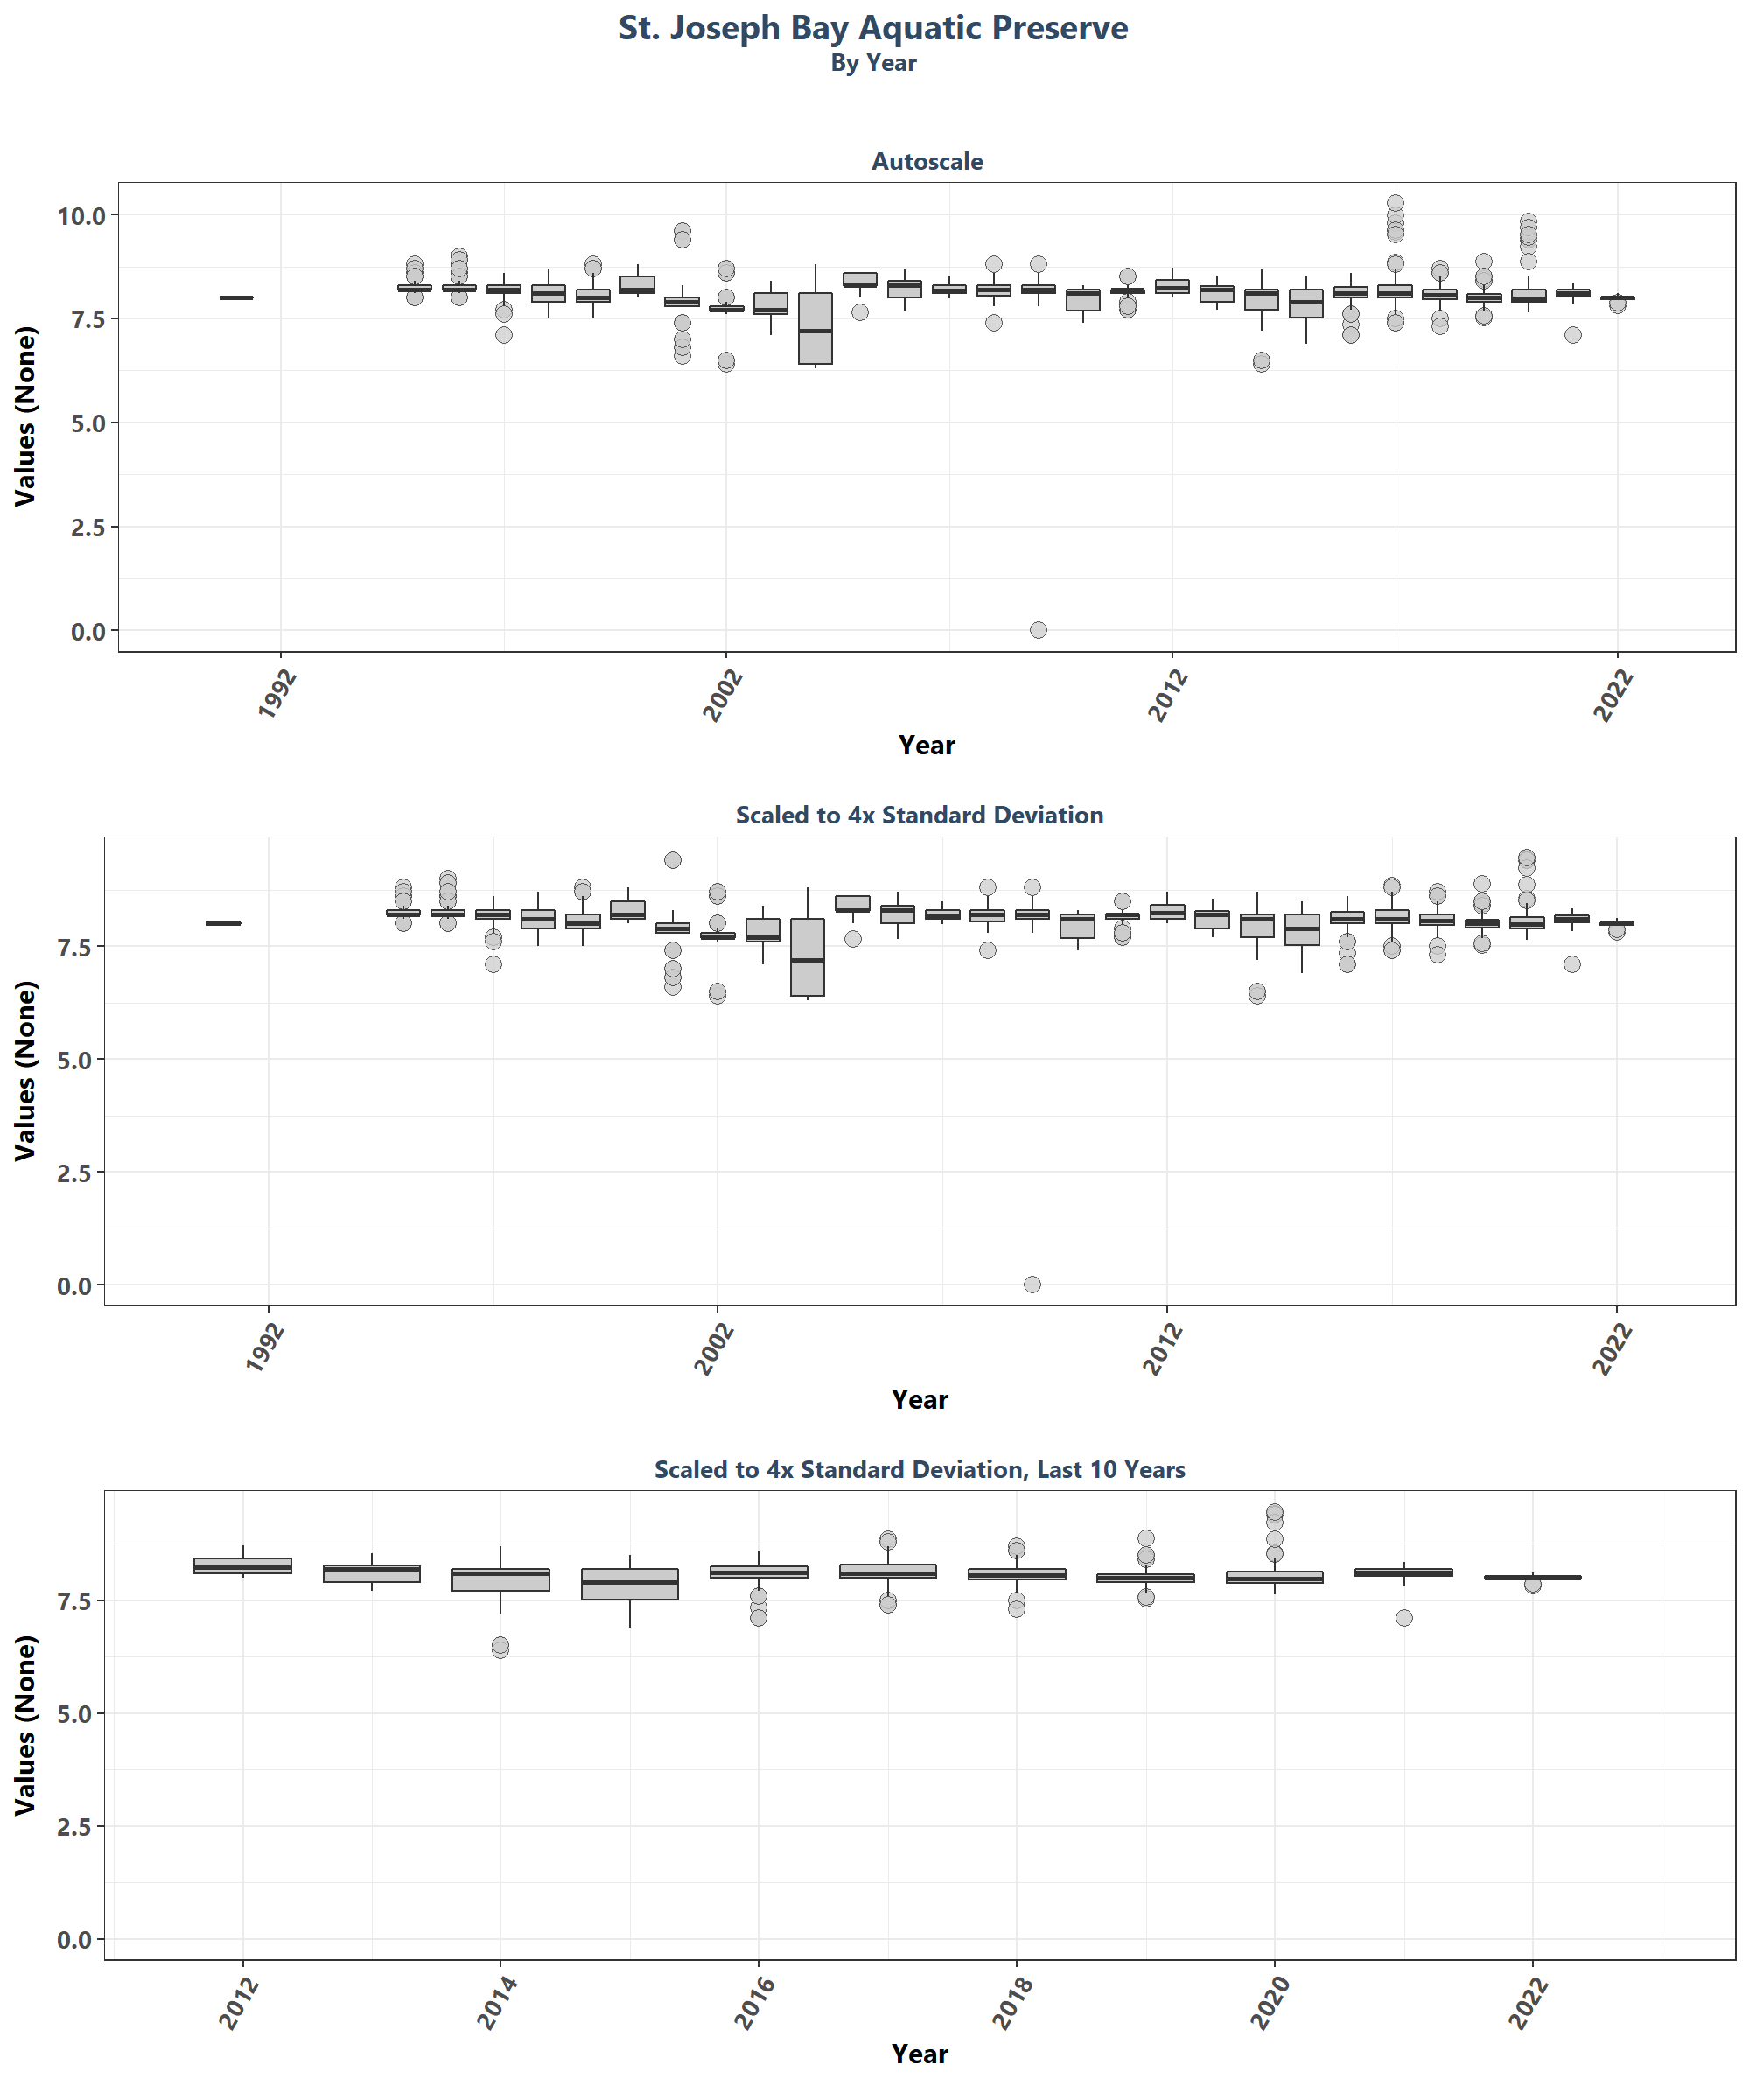 St. Joseph Bay Aquatic Preserve
By Year
Autoscale
10.0
7.5
5.0
2.5
0.0
Values (None)
1992
2002
2012
2022
Year
Scaled to 4x Standard Deviation
7.5
5.0
2.5
0.0
Values (None)
1992
2002
2012
2022
Year
Scaled to 4x Standard Deviation, Last 10 Years
7.5
5.0
2.5
0.0
Values (None)
2012
2014
2016
2018
2020
2022
Year